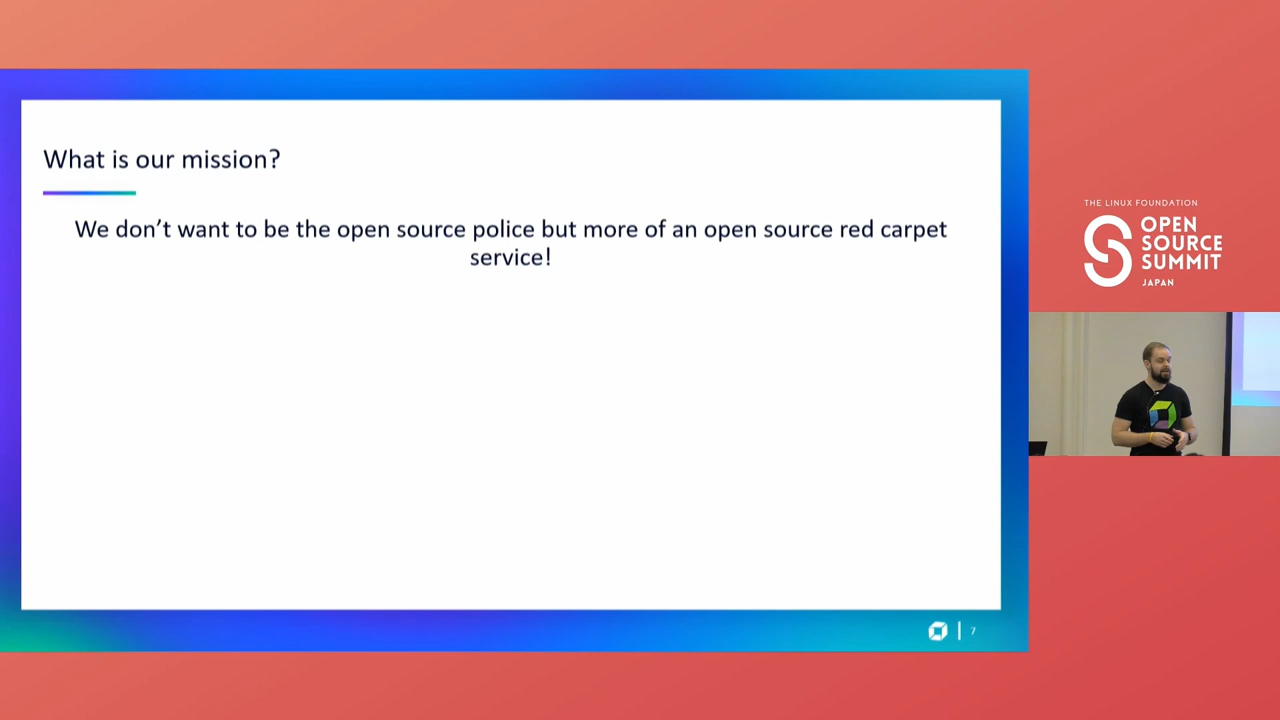 What is our mission?
We don’t want to be the open source police but more of an open source red carpet
service!
7
THE LINUX FOUNDATION
OPEN
SOURCE
SUMMIT
JAPAN